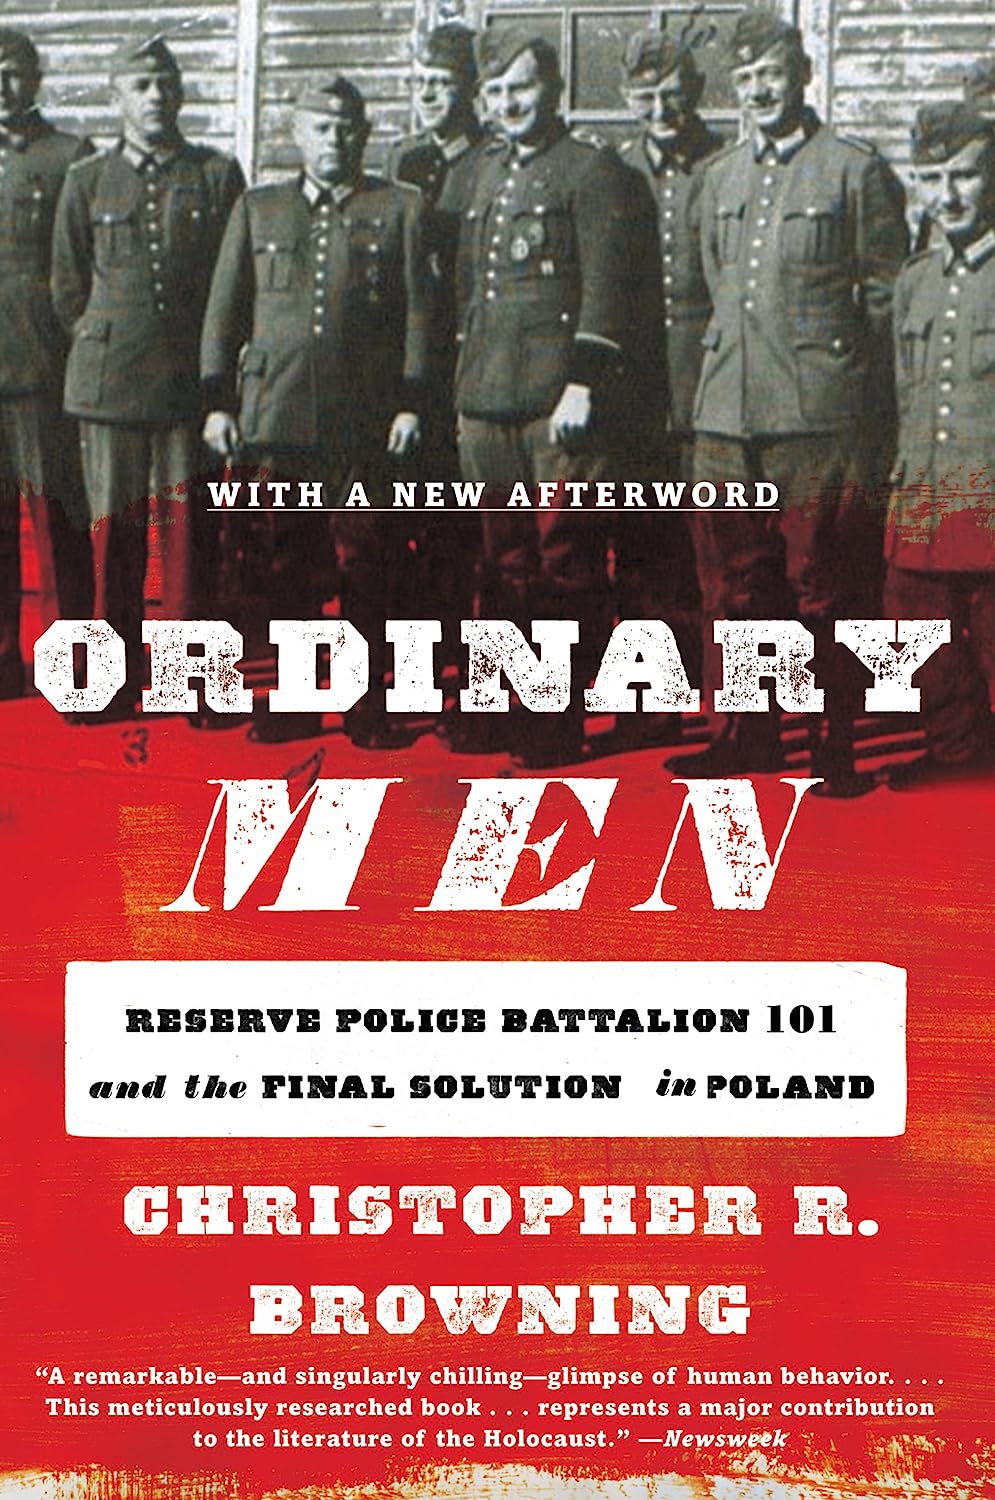 WITH A NEW AFTERWORD
ORDINARY
MEN
RESERVE POLICE BATTALION 101
and the FINAL SOLUTION in POLAND
CHRISTOPHER R.
BROWNING
“A remarkable—and singularly chilling—glimpse of human behavior. . . .
This meticulously researched book . . . represents a major contribution
to the literature of the Holocaust.” —Newsweek